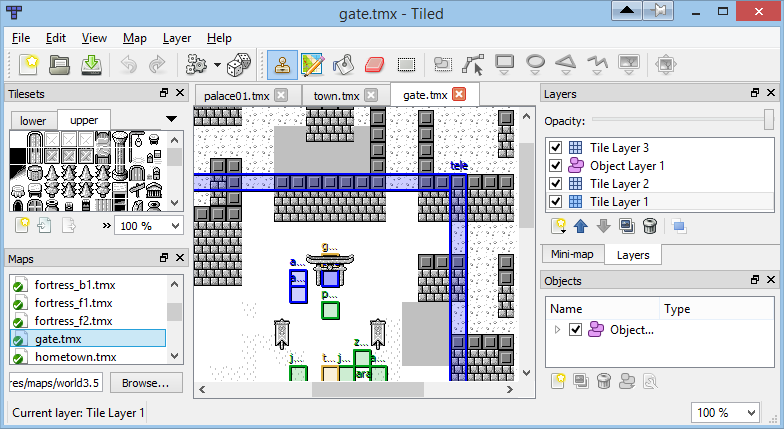 gate.tmx - Tiled
File Edit View Map Layer Help
Tilesets
lower upper
100 %
Maps
fortress_b1.tmx
fortress_f1.tmx
fortress_f2.tmx
gate.tmx
hometown.tmx
res/maps/world3.5 Browse...
palace01.tmx town.tmx gate.tmx
tele
g...
a...
a...
p...
z...
j... t... j... a...
ara
Layers
Opacity:
Tile Layer 3
Object Layer 1
Tile Layer 2
Tile Layer 1
Mini-map Layers
Objects
Name Type
Objec...
Current layer: Tile Layer 1 100 %